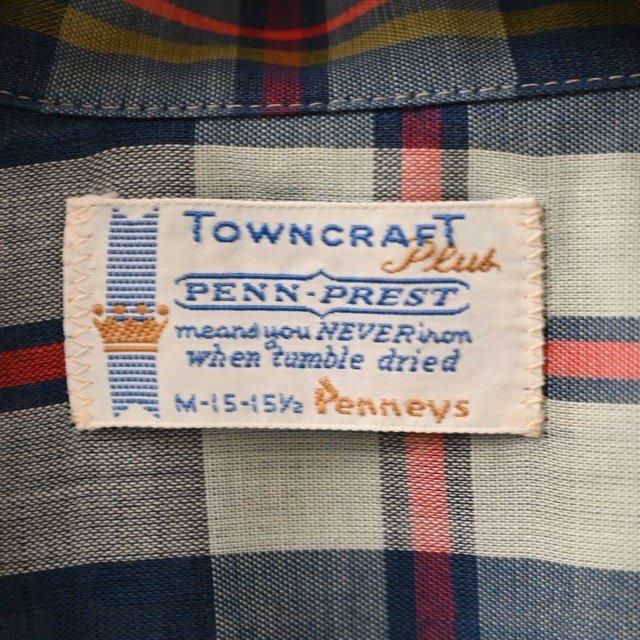 TOWNCRAFT
Plus
PENN-PREST
means you NEVER iron
when tumble dried
M-15-15½ Penneys